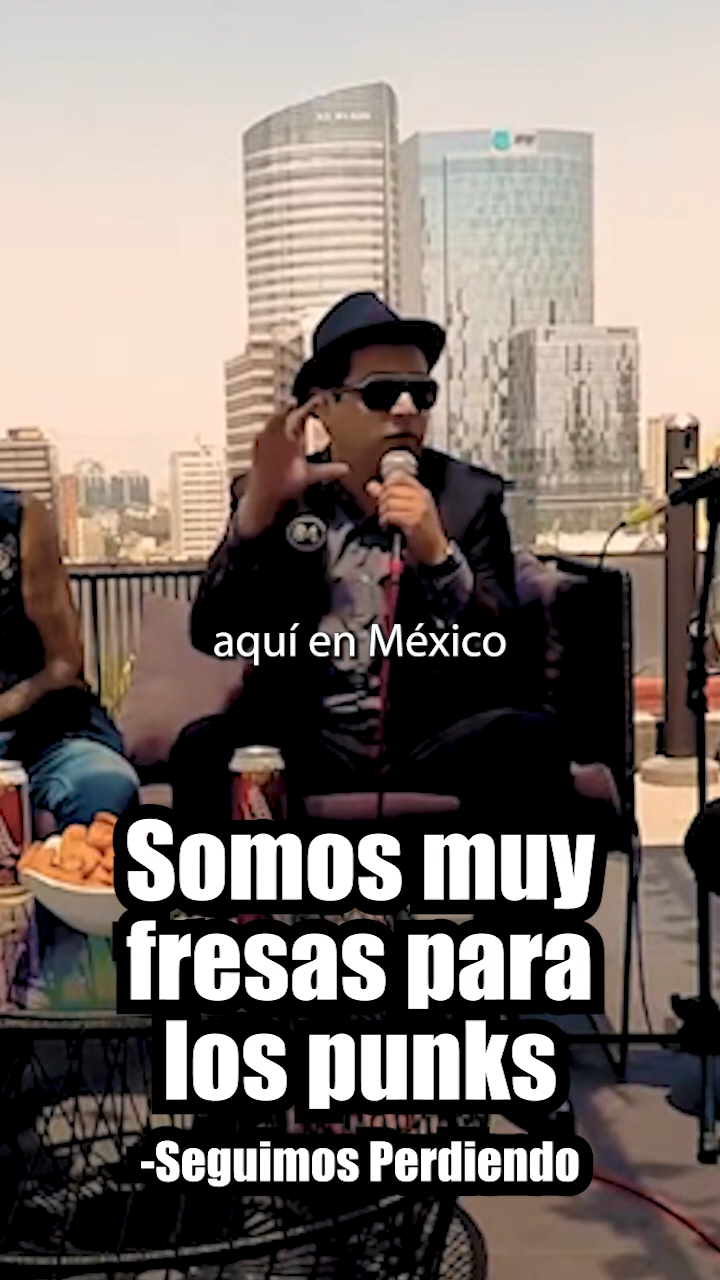 aquí en México
Somos muy
fresas para
los punks
-Seguimos Perdiendo